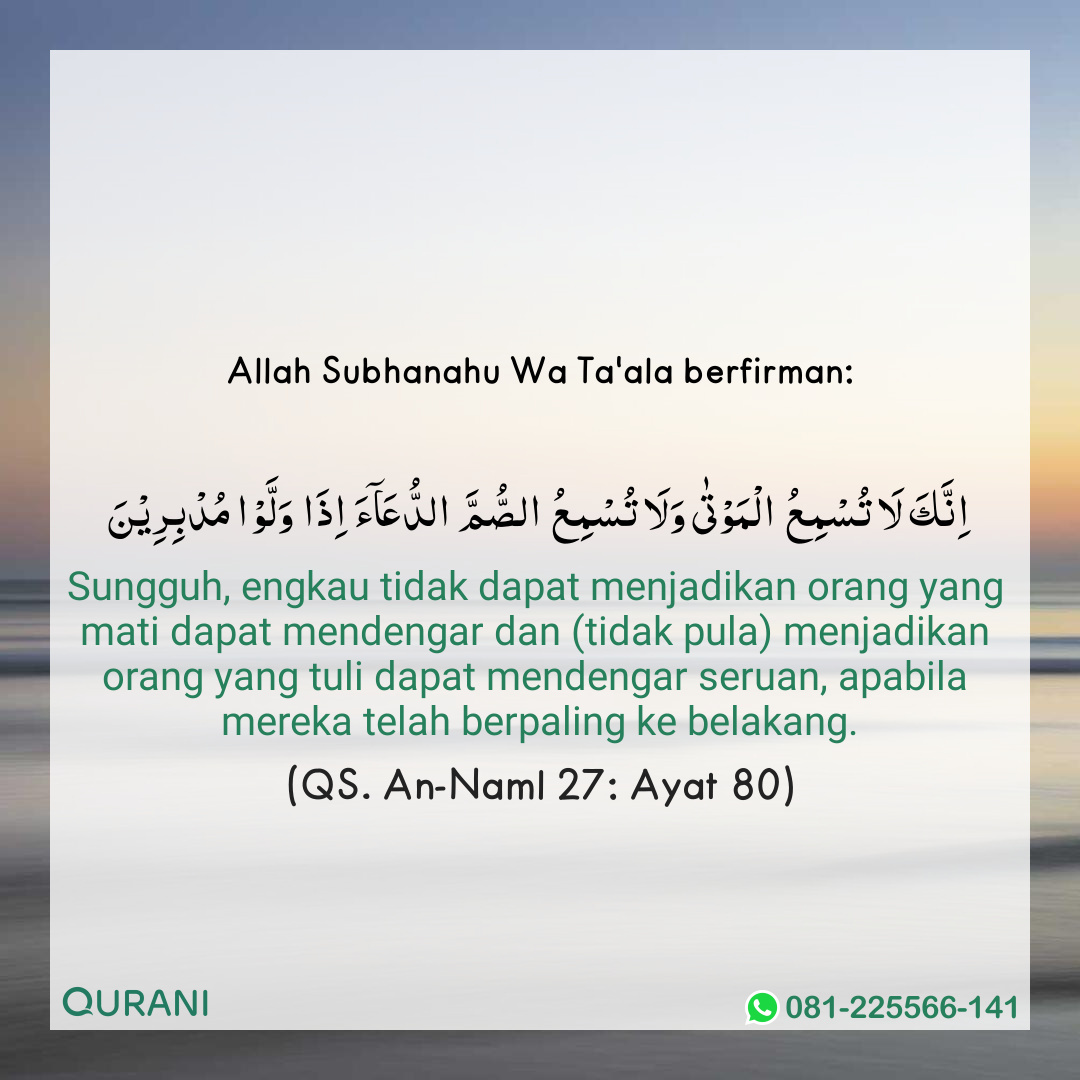 Allah Subhanahu Wa Ta'ala berfirman:
اِنَّكَ لَا تُسْمِعُ الْمَوْتٰى وَلَا تُسْمِعُ الصُّمَّ الدُّعَآءَ اِذَا وَلَّوْا مُدْبِرِيْنَ
Sungguh, engkau tidak dapat menjadikan orang yang
mati dapat mendengar dan (tidak pula) menjadikan
orang yang tuli dapat mendengar seruan, apabila
mereka telah berpaling ke belakang.
(QS. An-Naml 27: Ayat 80)
QURANI
081-225566-141